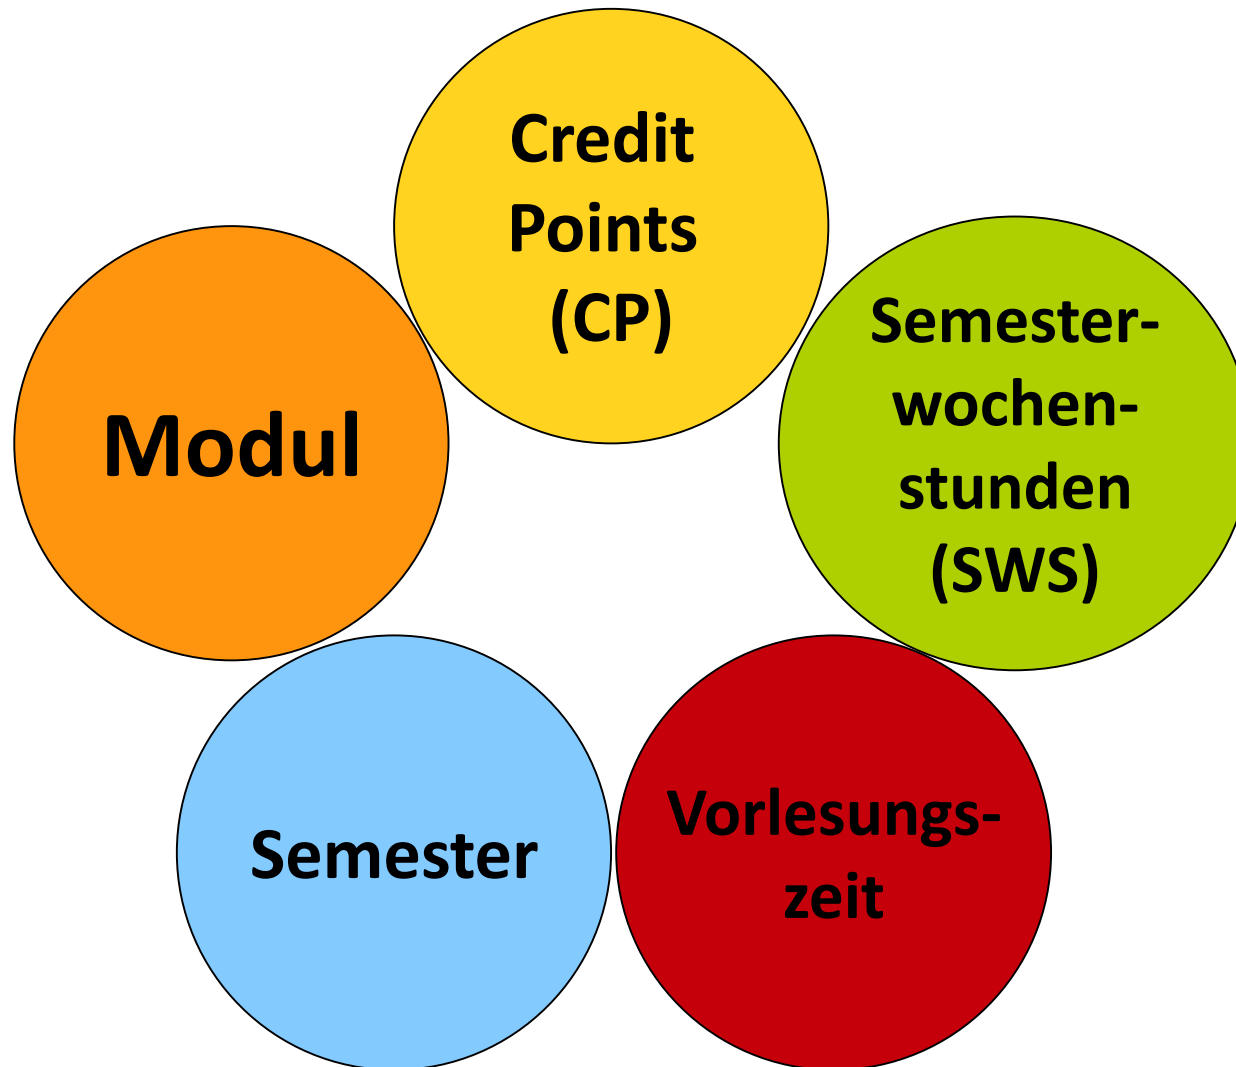 Credit
Points
(CP)
Modul
Semester-
wochen-
stunden
(SWS)
Semester
Vorlesungs-
zeit